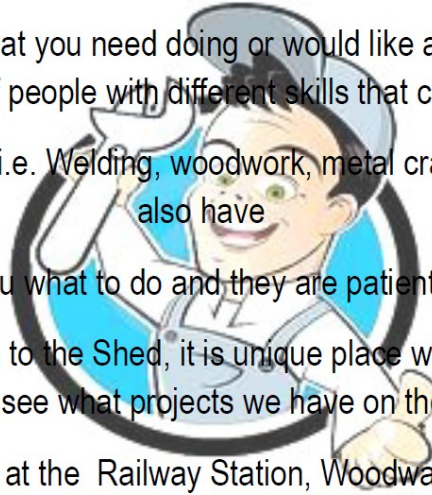 at you need doing or would like a
people with different skills that c
i.e. Welding, woodwork, metal cra
also have
u what to do and they are patient
to the Shed, it is unique place w
see what projects we have on the
at the Railway Station, Woodwa